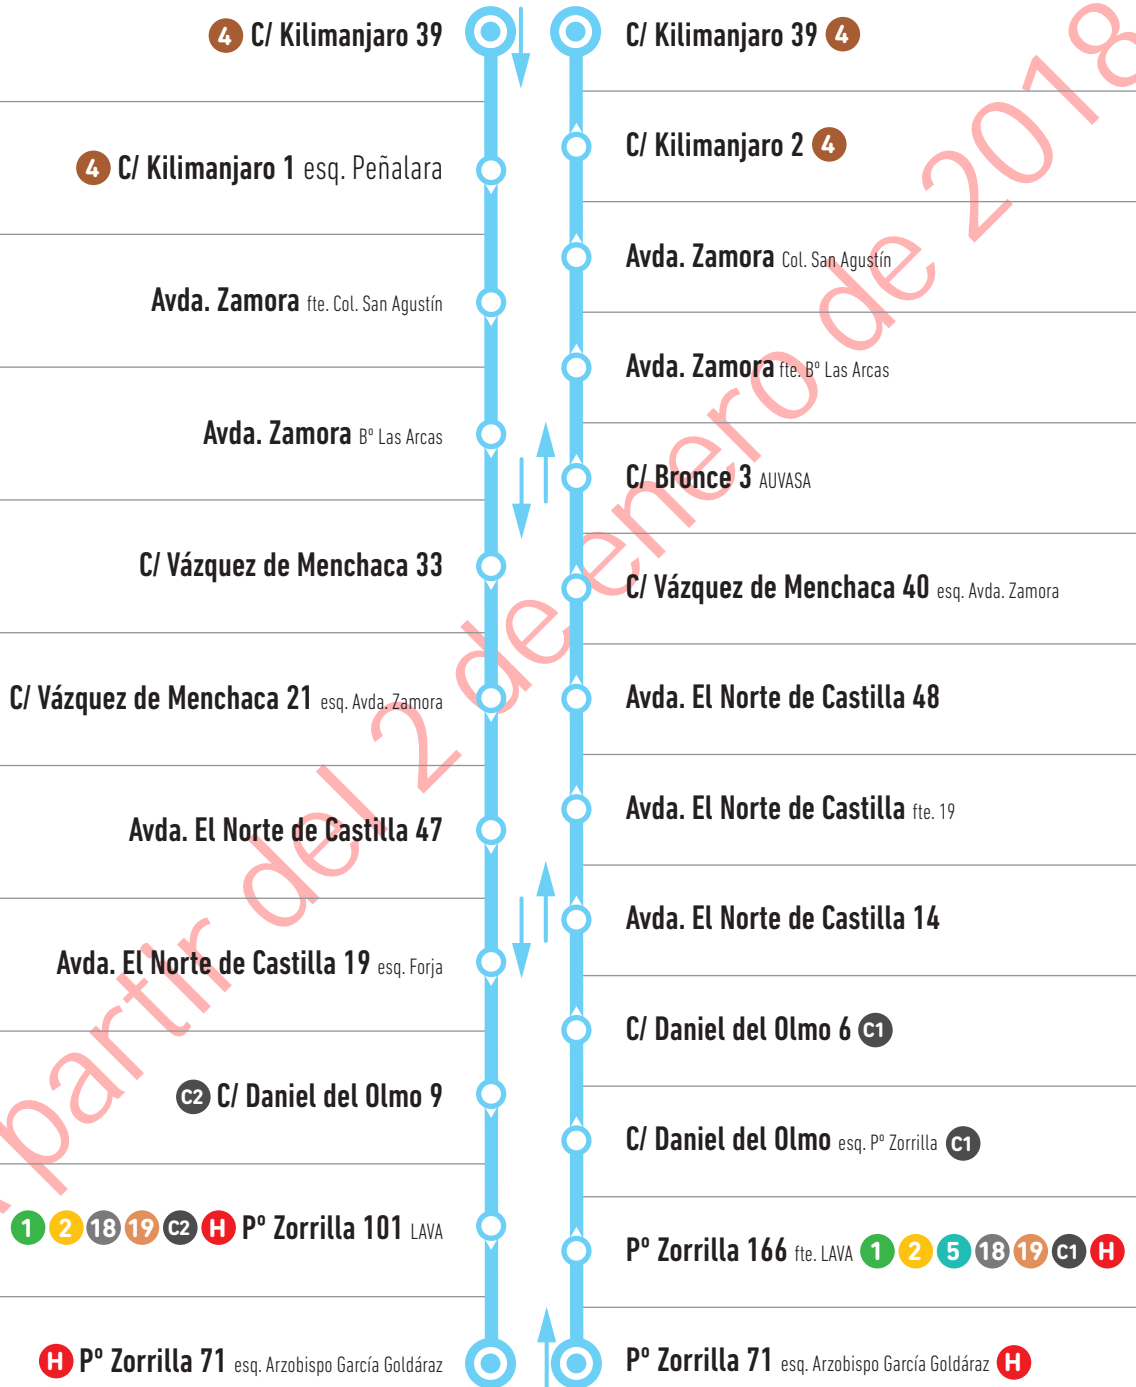 4 C/ Kilimanjaro 39
4 C/ Kilimanjaro 1 esq. Peñalara
Avda. Zamora fte. Col. San Agustín
Avda. Zamora Bº Las Arcas
C/ Vázquez de Menchaca 33
C/ Vázquez de Menchaca 21 esq. Avda. Zamora
Avda. El Norte de Castilla 47
Avda. El Norte de Castilla 19 esq. Forja
C2 C/ Daniel del Olmo 9
1 2 18 19 C2 H Pº Zorrilla 101 LAVA
H Pº Zorrilla 71 esq. Arzobispo García Goldáraz
C/ Kilimanjaro 39 4
C/ Kilimanjaro 2 4
Avda. Zamora Col. San Agustín
Avda. Zamora fte. Bº Las Arcas
C/ Bronce 3 AUVASA
C/ Vázquez de Menchaca 40 esq. Avda. Zamora
Avda. El Norte de Castilla 48
Avda. El Norte de Castilla fte. 19
Avda. El Norte de Castilla 14
C/ Daniel del Olmo 6 C1
C/ Daniel del Olmo esq. Pº Zorrilla C1
Pº Zorrilla 166 fte. LAVA 1 2 5 18 19 C1 H
Pº Zorrilla 71 esq. Arzobispo García Goldáraz H
partir del 2 de enero de 2018